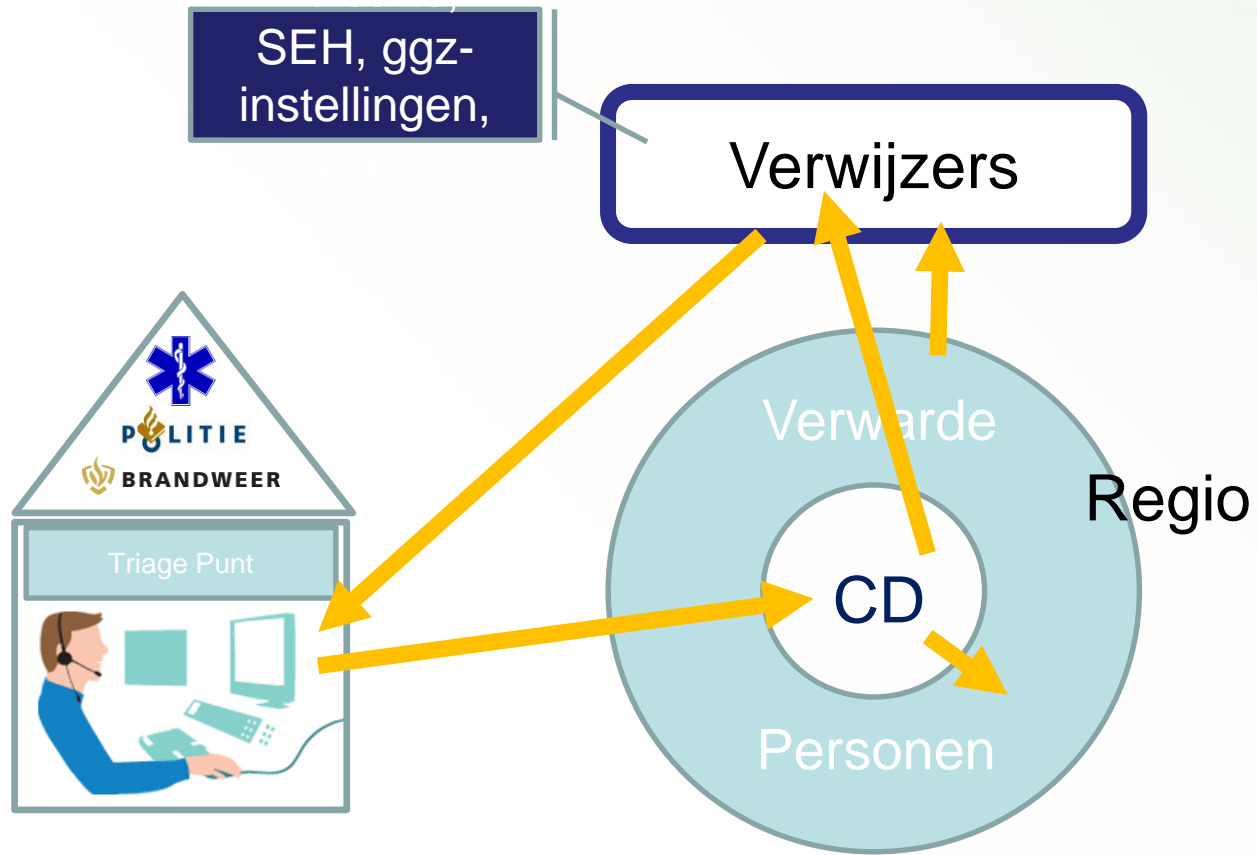 SEH, ggz-
instellingen,
Verwijzers
POLITIE
BRANDWEER
Triage Punt
Verwarde
Regio
CD
Personen